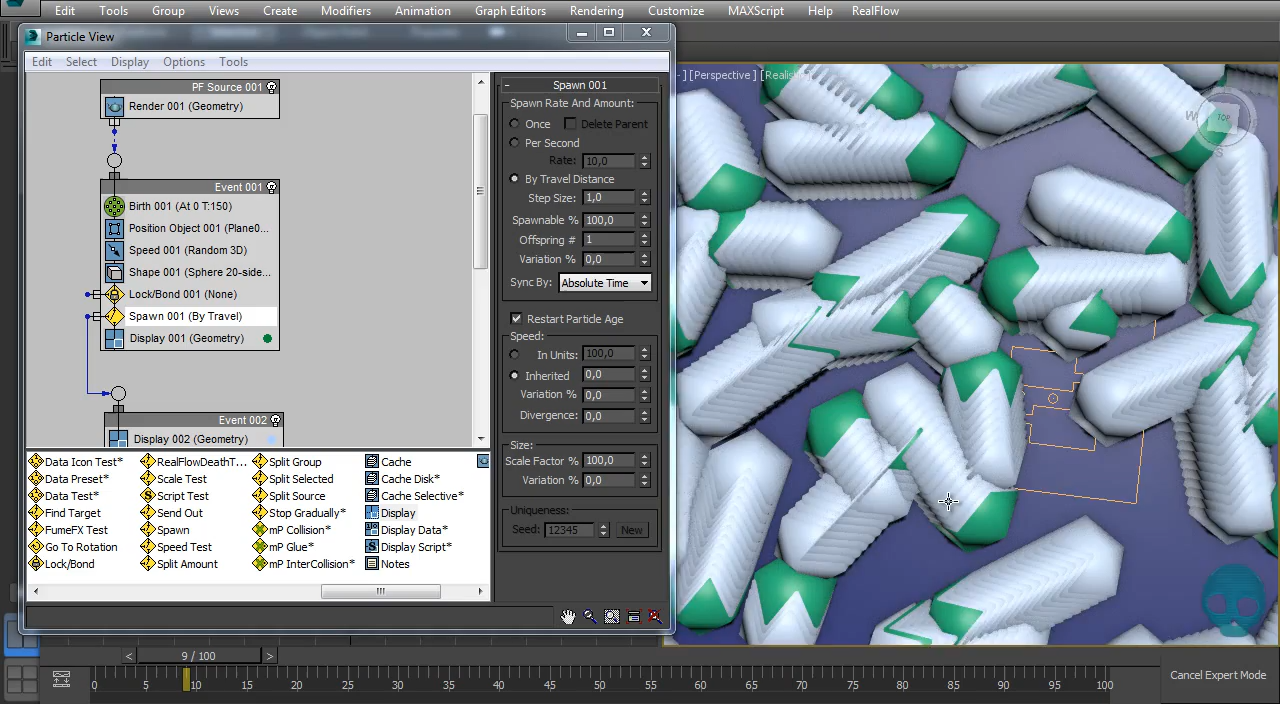 Edit Tools Group Views Create Modifiers Animation Graph Editors Rendering Customize MAXScript Help RealFlow
Particle View
Edit Select Display Options Tools
PF Source 001
Render 001 (Geometry)
Event 001
Birth 001 (At 0 T:150)
Position Object 001 (Plane0...
Speed 001 (Random 3D)
Shape 001 (Sphere 20-side...
Lock/Bond 001 (None)
Spawn 001 (By Travel)
Display 001 (Geometry)
Event 002
Display 002 (Geometry)
- Spawn 001
Spawn Rate And Amount:
Once Delete Parent
Per Second
Rate: 10,0
By Travel Distance
Step Size: 1,0
Spawnable % 100,0
Offspring # 1
Variation % 0,0
Sync By: Absolute Time
Restart Particle Age
Speed:
In Units: 100,0
Inherited 0,0
Variation % 0,0
Divergence: 0,0
Size:
Scale Factor % 100,0
Variation % 0,0
Uniqueness:
Seed: 12345 New
Data Icon Test* RealFlowDeathT... Split Group Cache
Data Preset* Scale Test Split Selected Cache Disk*
Data Test* Script Test Split Source Cache Selective*
Find Target Send Out Stop Gradually* Display
FumeFX Test Spawn mP Collision* Display Data*
Go To Rotation Speed Test mP Glue* Display Script*
Lock/Bond Split Amount mP InterCollision* Notes
-] [Perspective] [Realis
W TOP
S
< 9 / 100 >
0 5 10 15 20 25 30 35 40 45 50 55 60 65 70 75 80 85 90 95 100
Cancel Expert Mode